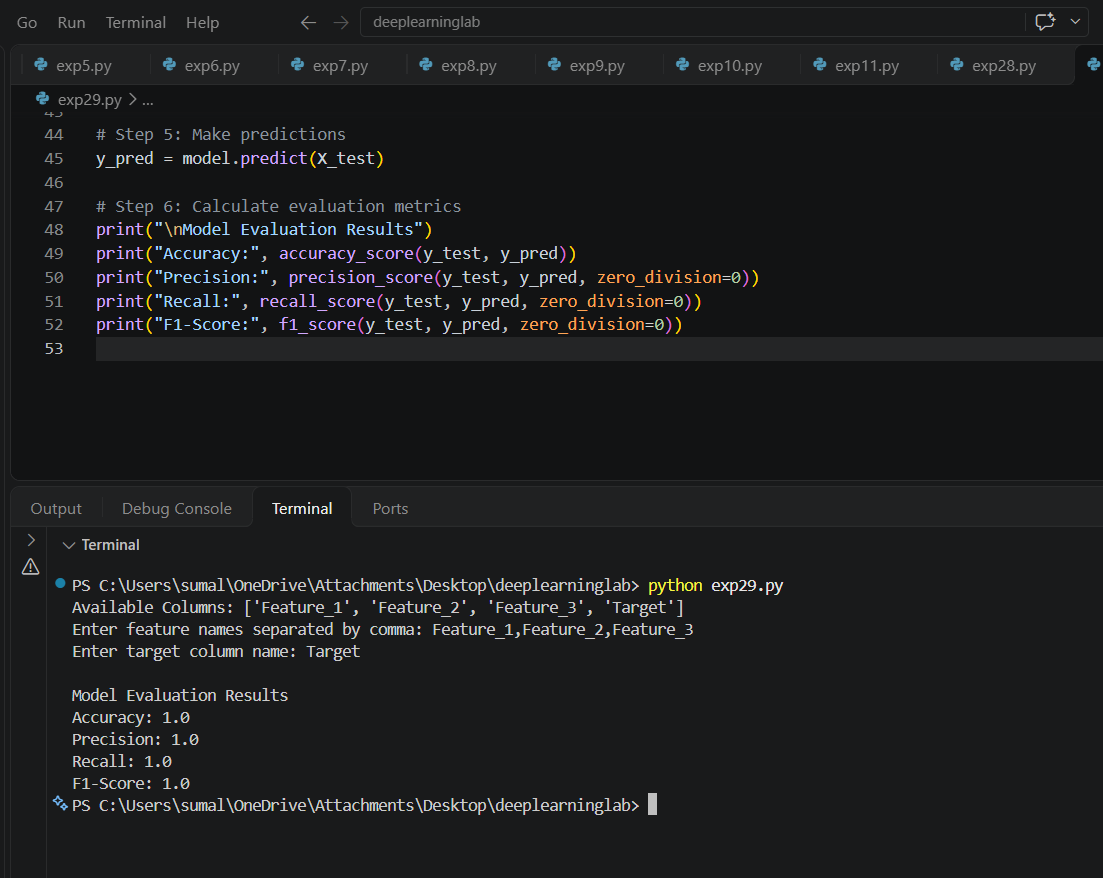 Go Run Terminal Help deeplearninglab
exp5.py exp6.py exp7.py exp8.py exp9.py exp10.py exp11.py exp28.py
exp29.py > ...
44 # Step 5: Make predictions
45 y_pred = model.predict(X_test)
46
47 # Step 6: Calculate evaluation metrics
48 print("\nModel Evaluation Results")
49 print("Accuracy:", accuracy_score(y_test, y_pred))
50 print("Precision:", precision_score(y_test, y_pred, zero_division=0))
51 print("Recall:", recall_score(y_test, y_pred, zero_division=0))
52 print("F1-Score:", f1_score(y_test, y_pred, zero_division=0))
53
Output Debug Console Terminal Ports
Terminal
PS C:\Users\sumal\OneDrive\Attachments\Desktop\deeplearninglab> python exp29.py
Available Columns: ['Feature_1', 'Feature_2', 'Feature_3', 'Target']
Enter feature names separated by comma: Feature_1,Feature_2,Feature_3
Enter target column name: Target
Model Evaluation Results
Accuracy: 1.0
Precision: 1.0
Recall: 1.0
F1-Score: 1.0
PS C:\Users\sumal\OneDrive\Attachments\Desktop\deeplearninglab>